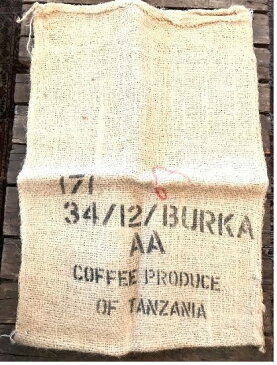 171
34/12/BURKA
AA
COFFEE PRODUCE
OF TANZANIA